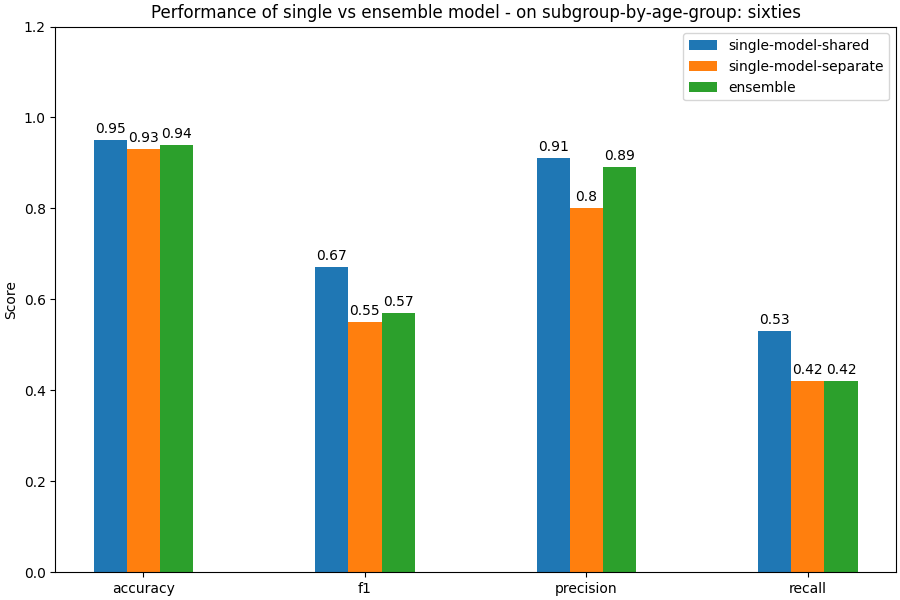 Performance of single vs ensemble model - on subgroup-by-age-group: sixties
single-model-shared
single-model-separate
ensemble
Score
1.2
1.0
0.8
0.6
0.4
0.2
0.0
0.95
0.93
0.94
0.67
0.55
0.57
0.91
0.8
0.89
0.53
0.42
0.42
accuracy
f1
precision
recall